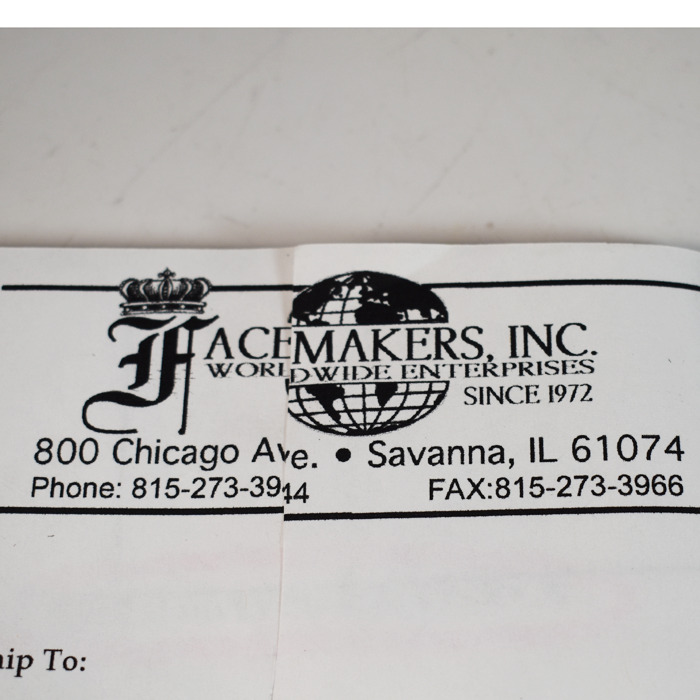 FACEMAKERS, INC.
WORLDWIDE ENTERPRISES
SINCE 1972
800 Chicago Ave. • Savanna, IL 61074
Phone: 815-273-3944 FAX:815-273-3966
hip To: